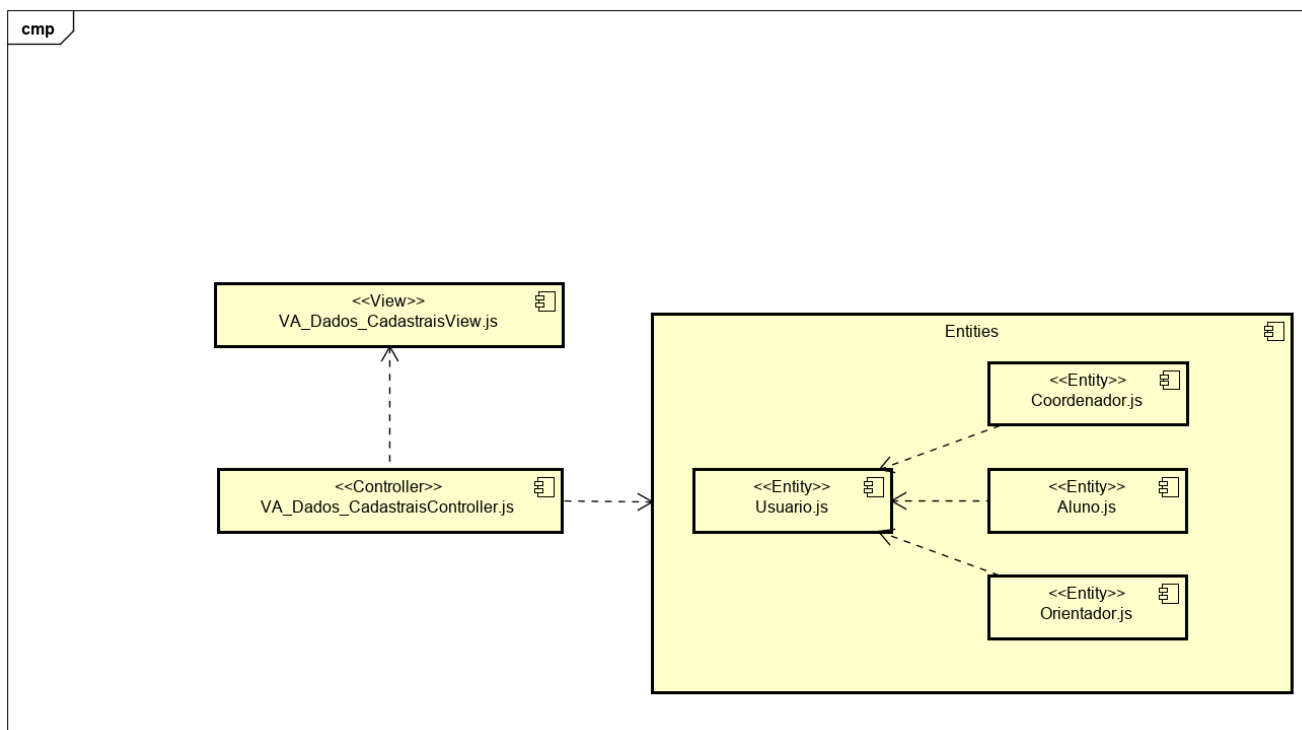 cmp
<<View>>
VA_Dados_CadastraisView.js
<<Controller>>
VA_Dados_CadastraisController.js
Entities
<<Entity>>
Coordenador.js
<<Entity>>
Usuario.js
<<Entity>>
Aluno.js
<<Entity>>
Orientador.js